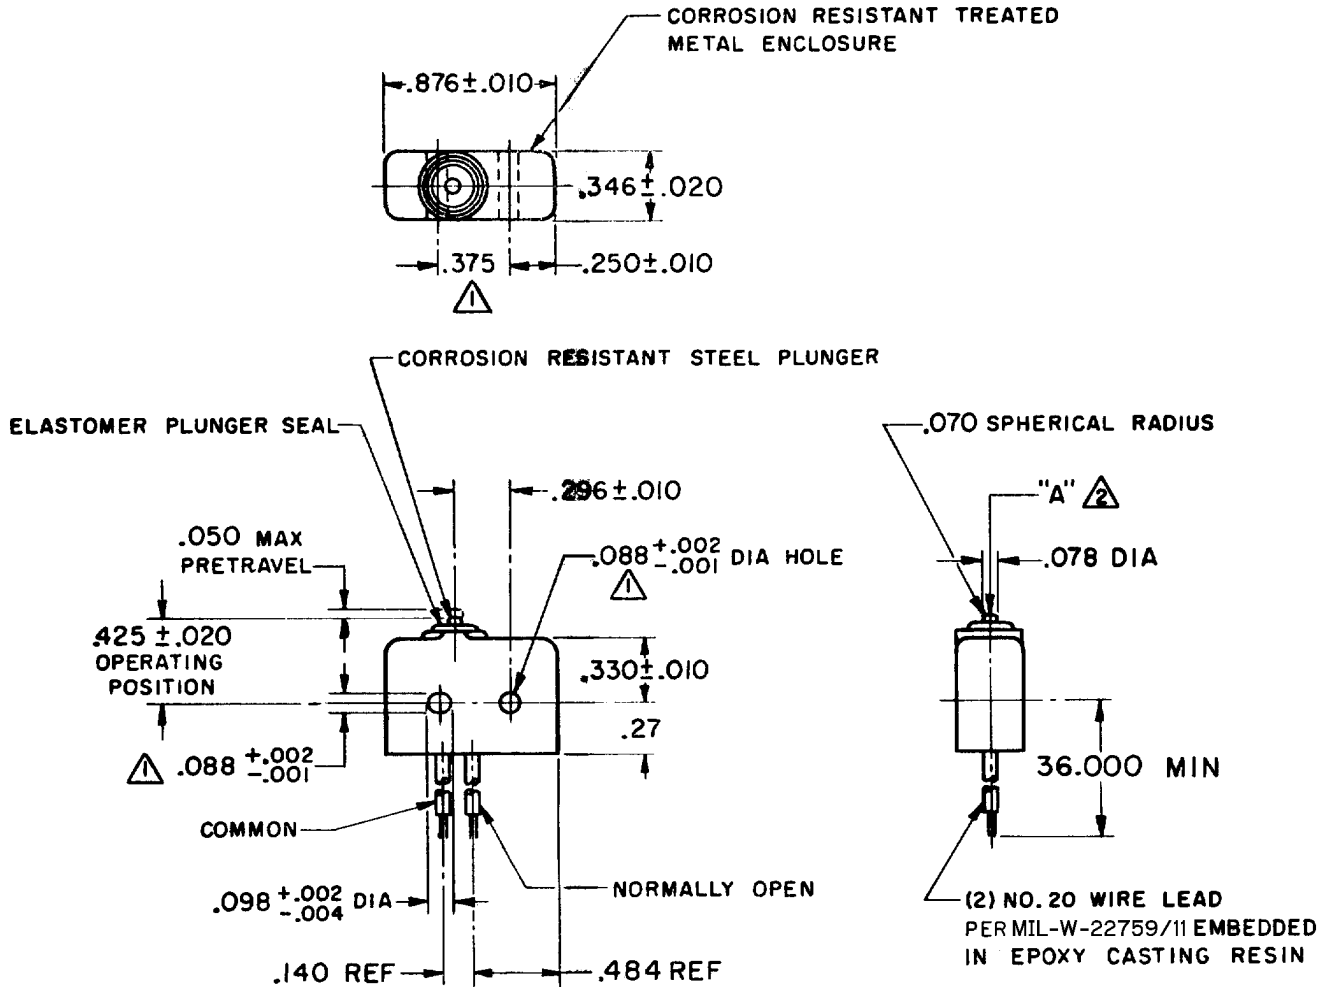 CORROSION RESISTANT TREATED
METAL ENCLOSURE
.876±.010
.346±.020
.375
.250±.010
1
CORROSION RESISTANT STEEL PLUNGER
ELASTOMER PLUNGER SEAL
.070 SPHERICAL RADIUS
.296±.010
"A" 2
.050 MAX
PRETRAVEL
.088 +.002 -.001 DIA HOLE
1
.078 DIA
.425±.020
OPERATING
POSITION
.330±.010
.27
1 .088 +.002 -.001
36.000 MIN
COMMON
.098 +.002 -.004 DIA
NORMALLY OPEN
(2) NO. 20 WIRE LEAD
PER MIL-W-22759/11 EMBEDDED
IN EPOXY CASTING RESIN
.140 REF
.484 REF